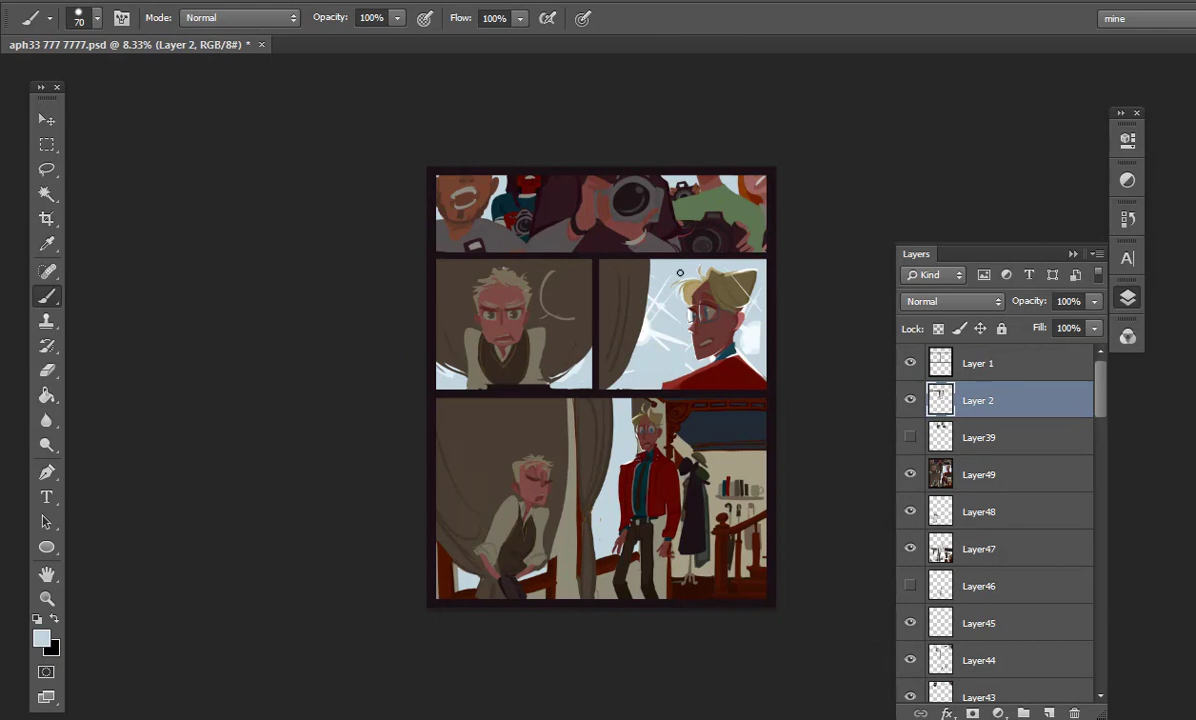 70 Mode: Normal Opacity: 100% Flow: 100% mine
aph33 777 7777.psd @ 8.33% (Layer 2, RGB/8#) * ×
Layers
Kind
Normal Opacity: 100%
Lock: Fill: 100%
Layer 1
Layer 2
Layer39
Layer49
Layer48
Layer47
Layer46
Layer45
Layer44
Layer43